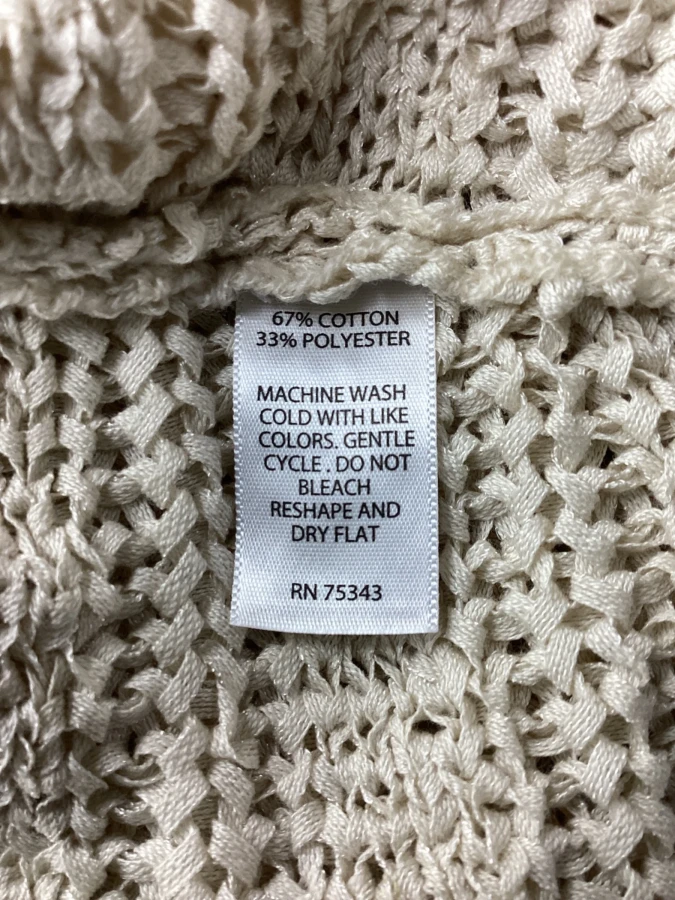 67% COTTON
33% POLYESTER
MACHINE WASH
COLD WITH LIKE
COLORS. GENTLE
CYCLE . DO NOT
BLEACH
RESHAPE AND
DRY FLAT
RN 75343